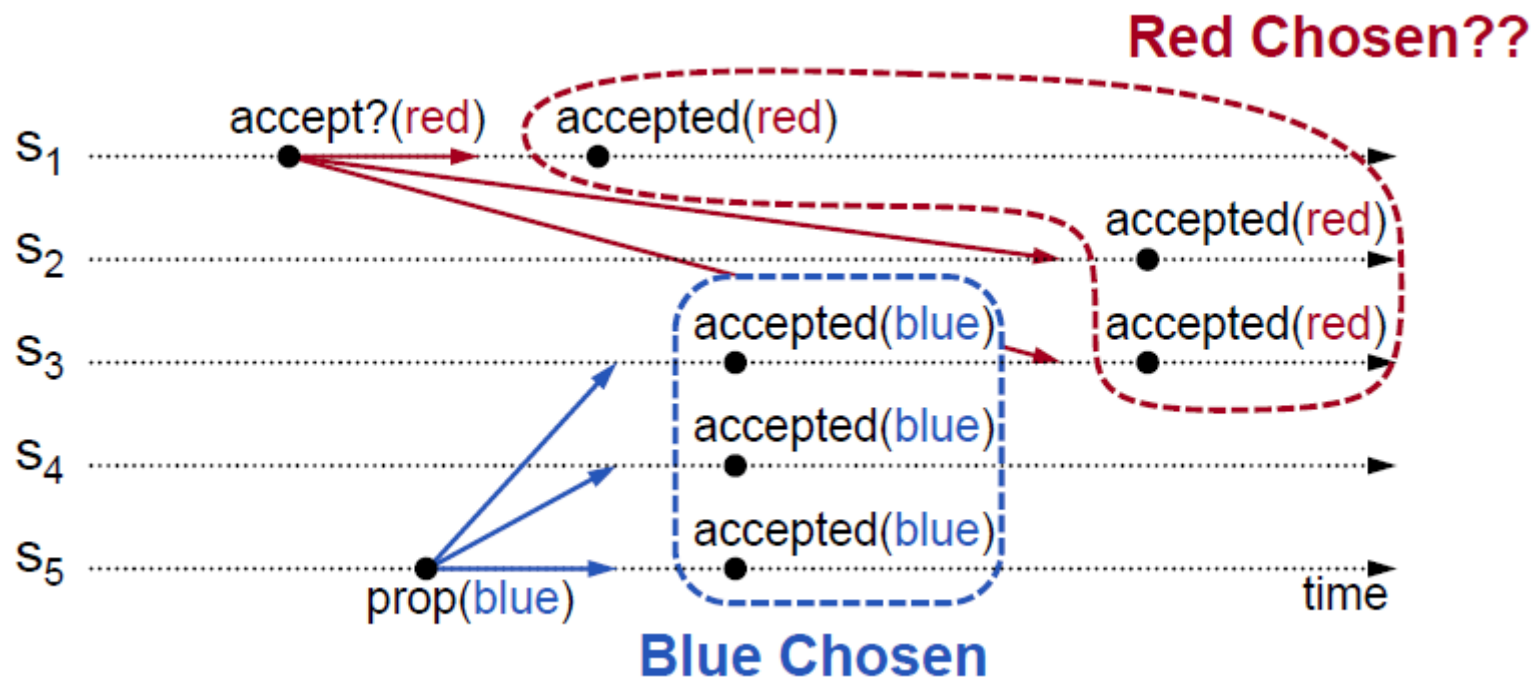 Red Chosen??
accept?(red) accepted(red)
S1
accepted(red)
S2
accepted(blue) accepted(red)
S3
accepted(blue)
S4
accepted(blue)
S5
prop(blue) time
Blue Chosen